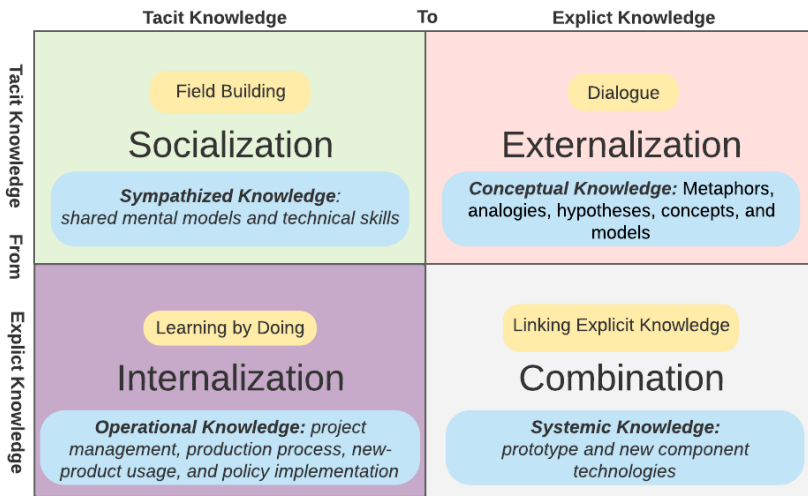 Tacit Knowledge To Explict Knowledge
Tacit Knowledge
From
Explict Knowledge
Field Building
Socialization
Sympathized Knowledge:
shared mental models and technical skills
Dialogue
Externalization
Conceptual Knowledge: Metaphors,
analogies, hypotheses, concepts, and
models
Learning by Doing
Internalization
Operational Knowledge: project
management, production process, new-
product usage, and policy implementation
Linking Explicit Knowledge
Combination
Systemic Knowledge:
prototype and new component
technologies